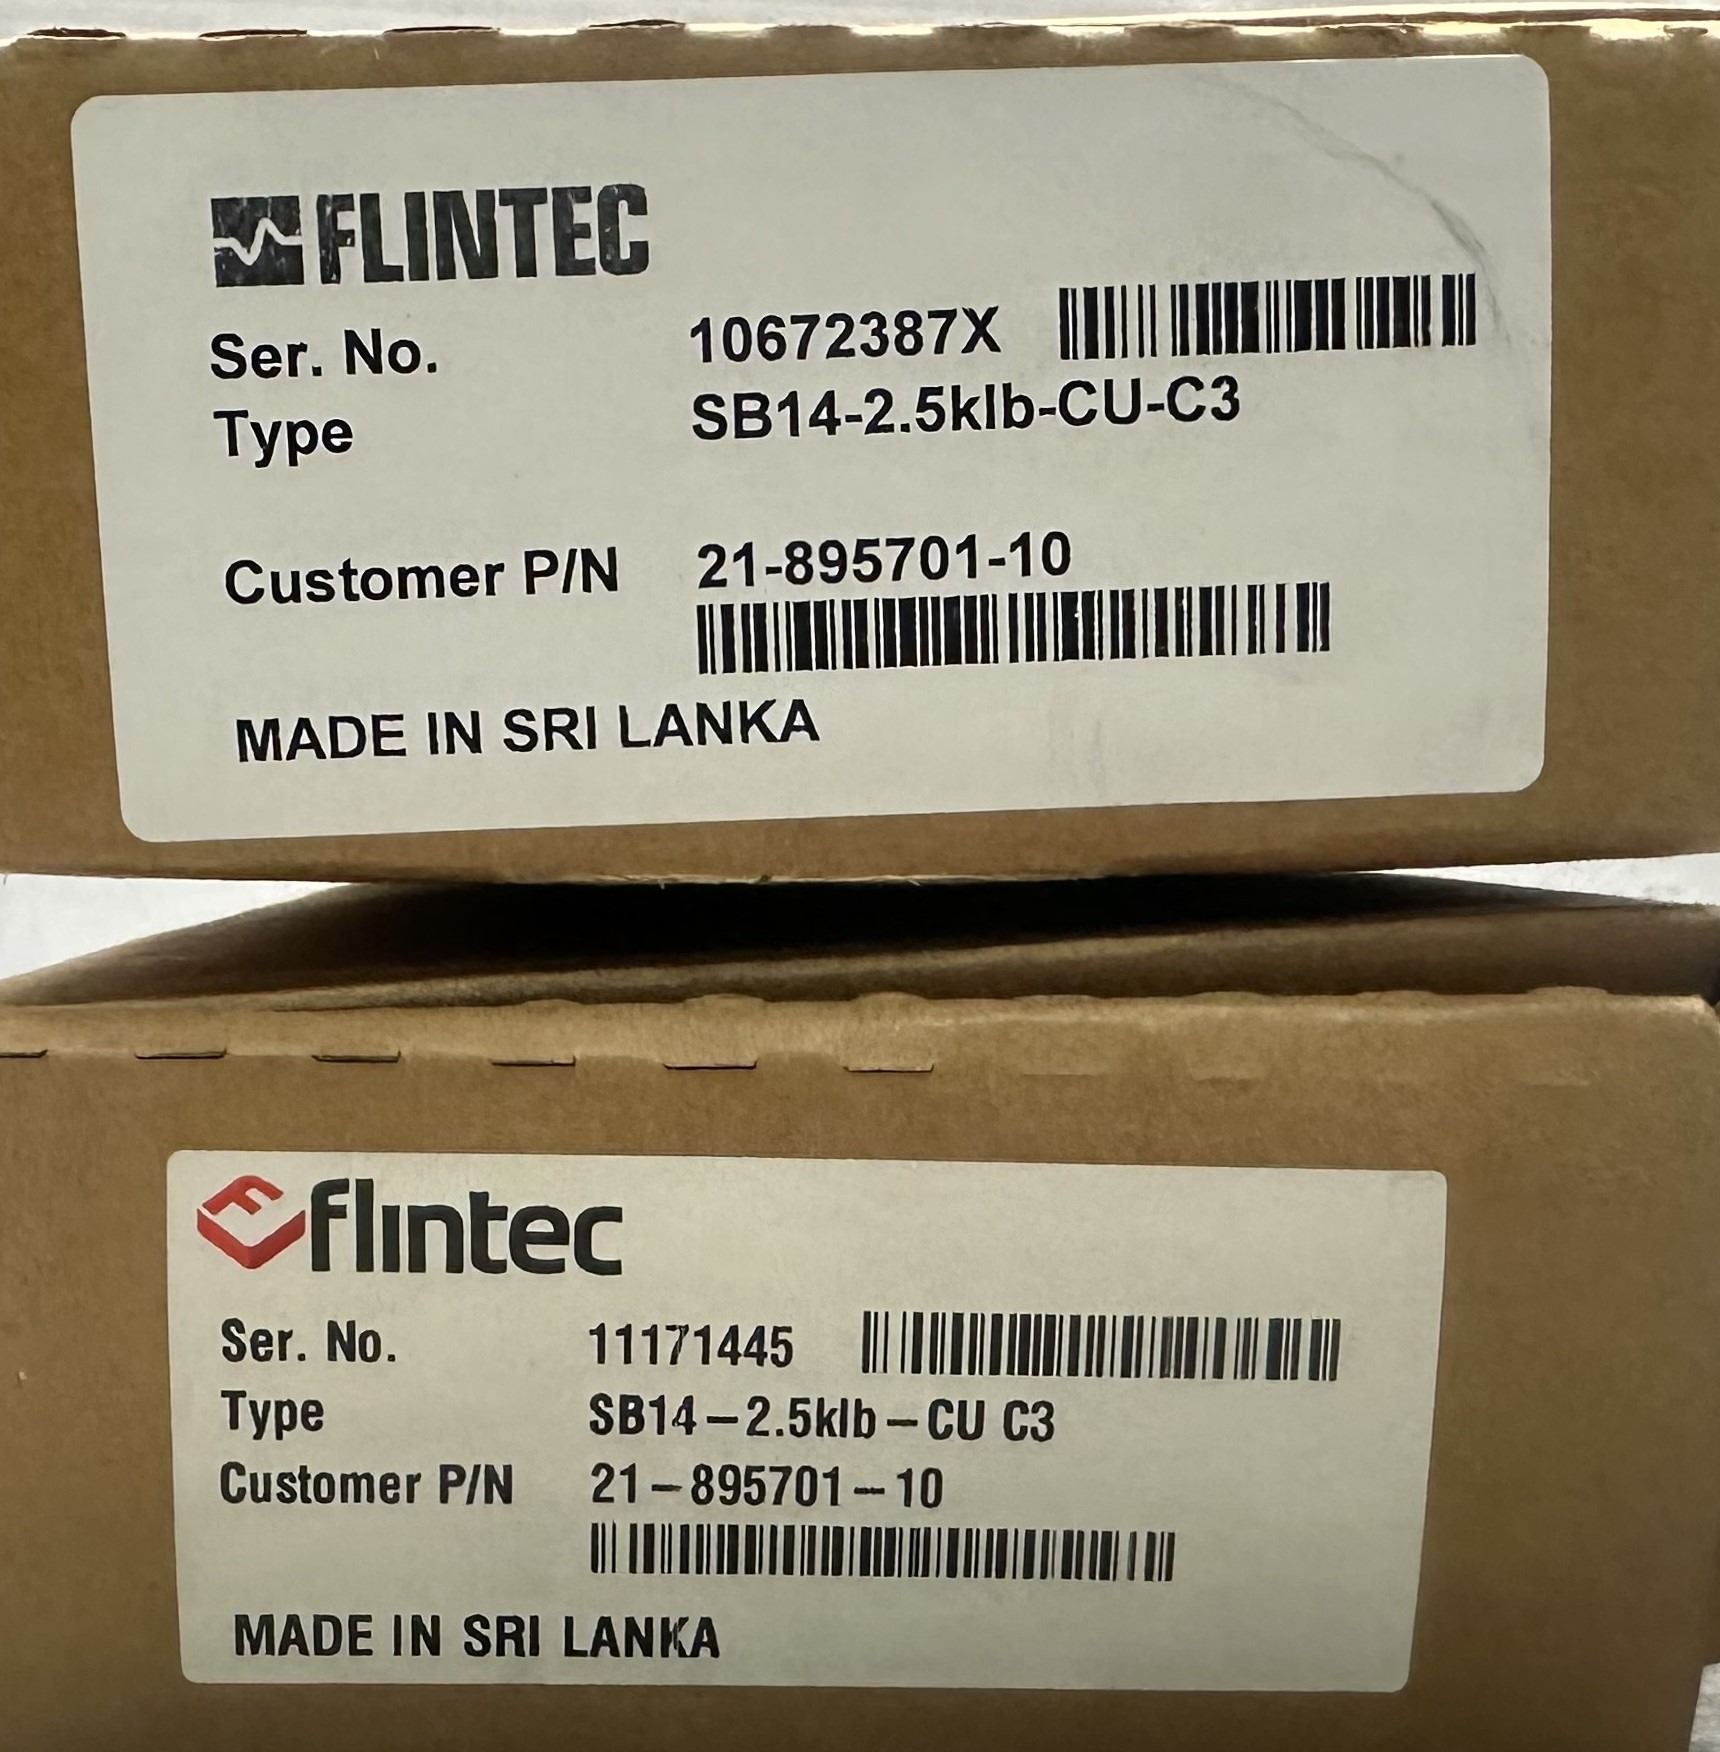 FLINTEC
Ser. No. 10672387X
Type SB14-2.5klb-CU-C3
Customer P/N 21-895701-10
MADE IN SRI LANKA
flintec
Ser. No. 11171445
Type SB14-2.5klb-CU C3
Customer P/N 21-895701-10
MADE IN SRI LANKA